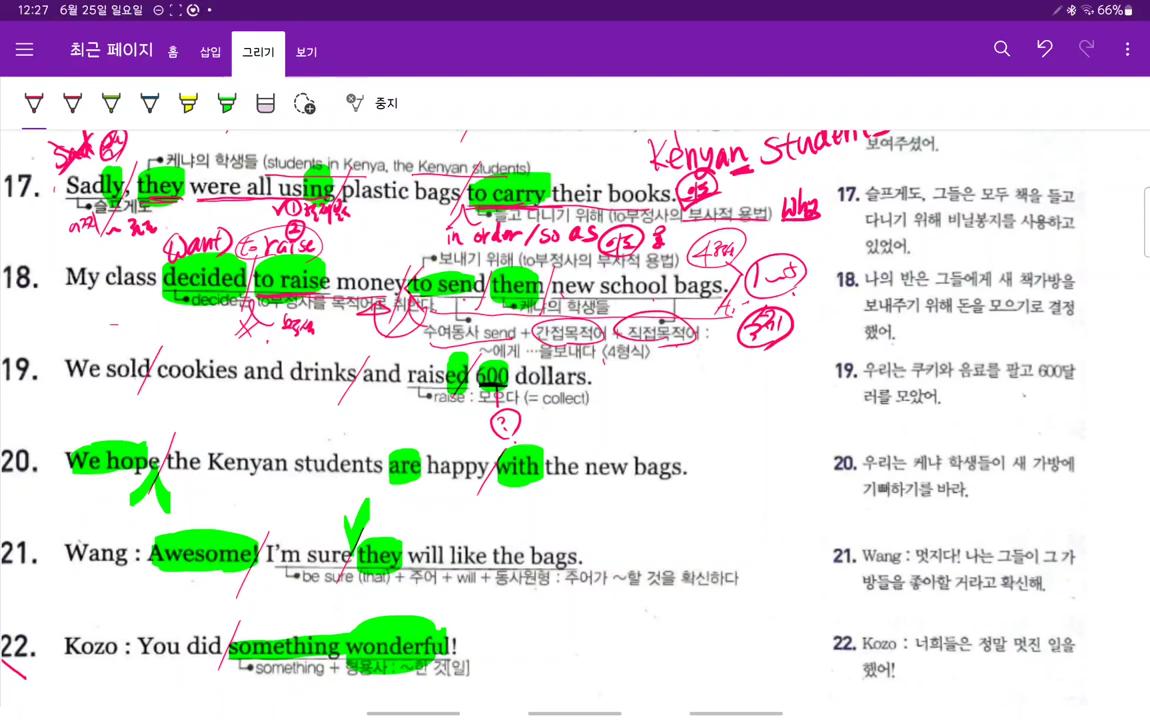 12:27 6월 25일 일요일 66%
최근 페이지 홈 삽입 그리기 보기
중지
Kenyan students
보여주셨어.
케냐의 학생들 (students in Kenya, the Kenyan students)
17. Sadly, they were all using plastic bags to carry their books.
슬프게도
들고 다니기 위해 (to부정사의 부사적 용법)
why
17. 슬프게도, 그들은 모두 책을 들고
다니기 위해 비닐봉지를 사용하고
있었어.
in order/so as
want to raise
보내기 위해 (to부정사의 부사적 용법)
18. My class decided to raise money to send them new school bags.
decide는 to부정사를 목적어로 취한다.
케냐의 학생들
수여동사 send + 간접목적어 + 직접목적어 :
~에게 …을보내다 〈4형식〉
18. 나의 반은 그들에게 새 책가방을
보내주기 위해 돈을 모으기로 결정
했어.
19. We sold cookies and drinks and raised 600 dollars.
raise : 모으다 (= collect)
?
19. 우리는 쿠키와 음료를 팔고 600달
러를 모았어.
20. We hope the Kenyan students are happy with the new bags.
20. 우리는 케냐 학생들이 새 가방에
기뻐하기를 바라.
21. Wang : Awesome! I'm sure they will like the bags.
be sure (that) + 주어 + will + 동사원형 : 주어가 ~할 것을 확신하다
21. Wang : 멋지다! 나는 그들이 그 가
방들을 좋아할 거라고 확신해.
22. Kozo : You did something wonderful!
something + 형용사 : ~한 것[일]
22. Kozo : 너희들은 정말 멋진 일을
했어!